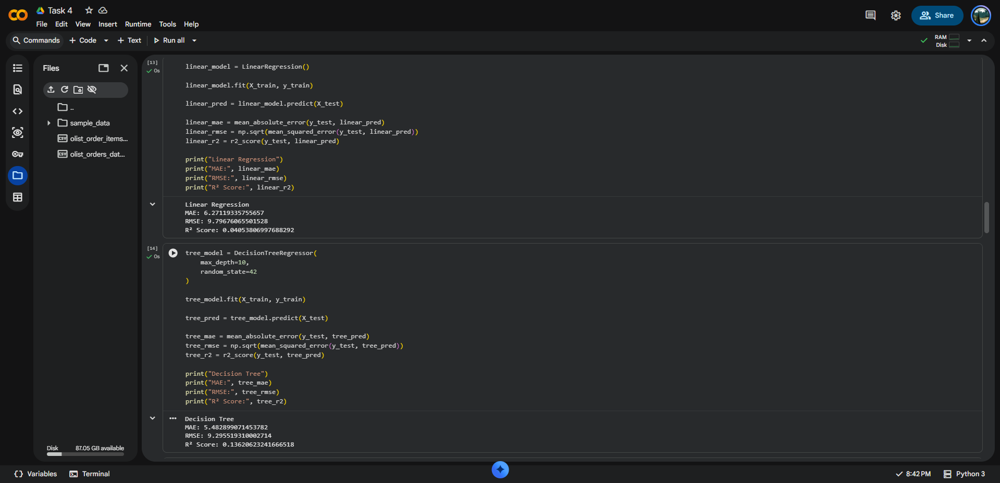 Task 4
File Edit View Insert Runtime Tools Help
Share
Commands + Code + Text Run all
RAM
Disk
Files
..
sample_data
olist_order_items...
olist_orders_dat...
Disk 87.05 GB available
[13]
0s
linear_model = LinearRegression()
linear_model.fit(X_train, y_train)
linear_pred = linear_model.predict(X_test)
linear_mae = mean_absolute_error(y_test, linear_pred)
linear_rmse = np.sqrt(mean_squared_error(y_test, linear_pred))
linear_r2 = r2_score(y_test, linear_pred)
print("Linear Regression")
print("MAE:", linear_mae)
print("RMSE:", linear_rmse)
print("R² Score:", linear_r2)
Linear Regression
MAE: 6.27119335755657
RMSE: 9.79676065501528
R² Score: 0.04053806997688292
[14]
0s
tree_model = DecisionTreeRegressor(
    max_depth=10,
    random_state=42
)
tree_model.fit(X_train, y_train)
tree_pred = tree_model.predict(X_test)
tree_mae = mean_absolute_error(y_test, tree_pred)
tree_rmse = np.sqrt(mean_squared_error(y_test, tree_pred))
tree_r2 = r2_score(y_test, tree_pred)
print("Decision Tree")
print("MAE:", tree_mae)
print("RMSE:", tree_rmse)
print("R² Score:", tree_r2)
Decision Tree
MAE: 5.482899071453782
RMSE: 9.295519310002714
R² Score: 0.13620623241666518
{} Variables Terminal
8:42 PM Python 3